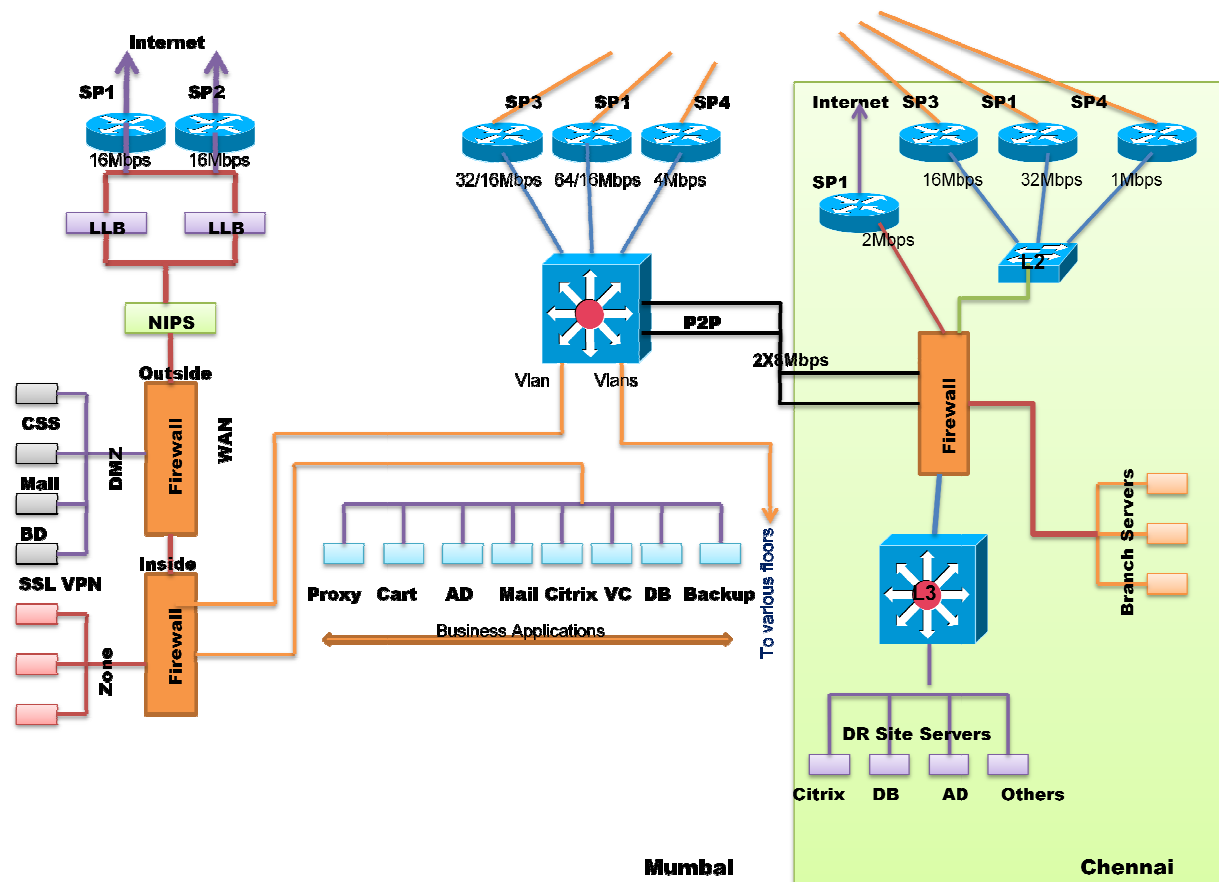 Internet
SP1
SP2
16Mbps
16Mbps
LLB
LLB
NIPS
Outside
Firewall
WAN
DMZ
CSS
Mail
BD
SSL VPN
Inside
Firewall
Zone
SP3
SP1
SP4
32/16Mbps
64/16Mbps
4Mbps
P2P
2X8Mbps
Vlan
Vlans
Proxy
Cart
AD
Mail
Citrix
VC
DB
Backup
Business Applications
To various floors
Mumbai
Internet
SP3
SP1
SP4
16Mbps
32Mbps
1Mbps
SP1
2Mbps
L2
Firewall
Branch Servers
L3
DR Site Servers
Citrix
DB
AD
Others
Chennai